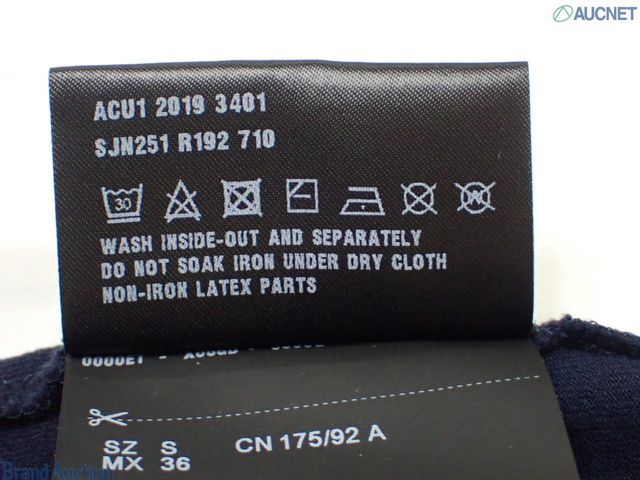 AUCNET
ACU1 2019 3401
SJN251 R192 710
30
WASH INSIDE-OUT AND SEPARATELY
DO NOT SOAK IRON UNDER DRY CLOTH
NON-IRON LATEX PARTS
SZ S CN 175/92 A
MX 36
Brand Auction